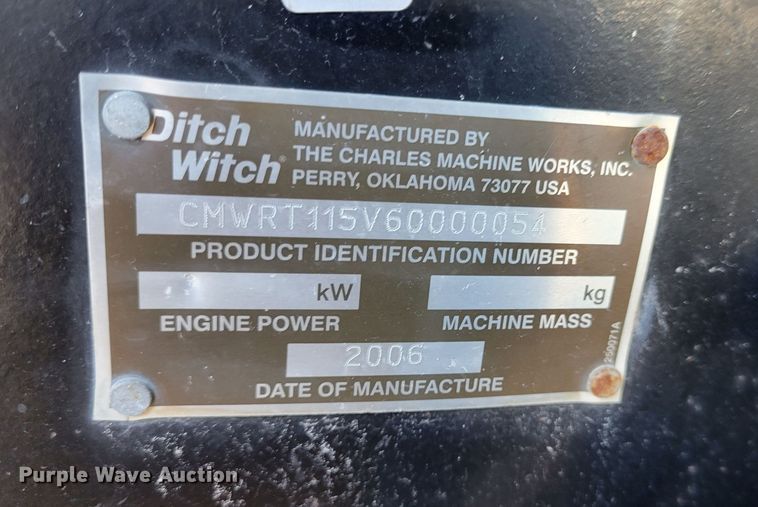 Ditch Witch®
MANUFACTURED BY
THE CHARLES MACHINE WORKS, INC.
PERRY, OKLAHOMA 73077 USA
CMWRT115V60000054
PRODUCT IDENTIFICATION NUMBER
kW
ENGINE POWER
kg
MACHINE MASS
2006
DATE OF MANUFACTURE
250071A
Purple Wave Auction